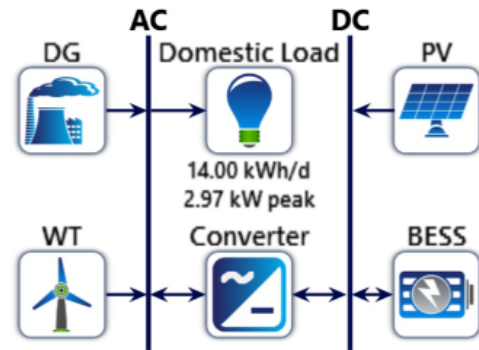 AC DC
DG Domestic Load PV
14.00 kWh/d
2.97 kW peak
WT Converter BESS